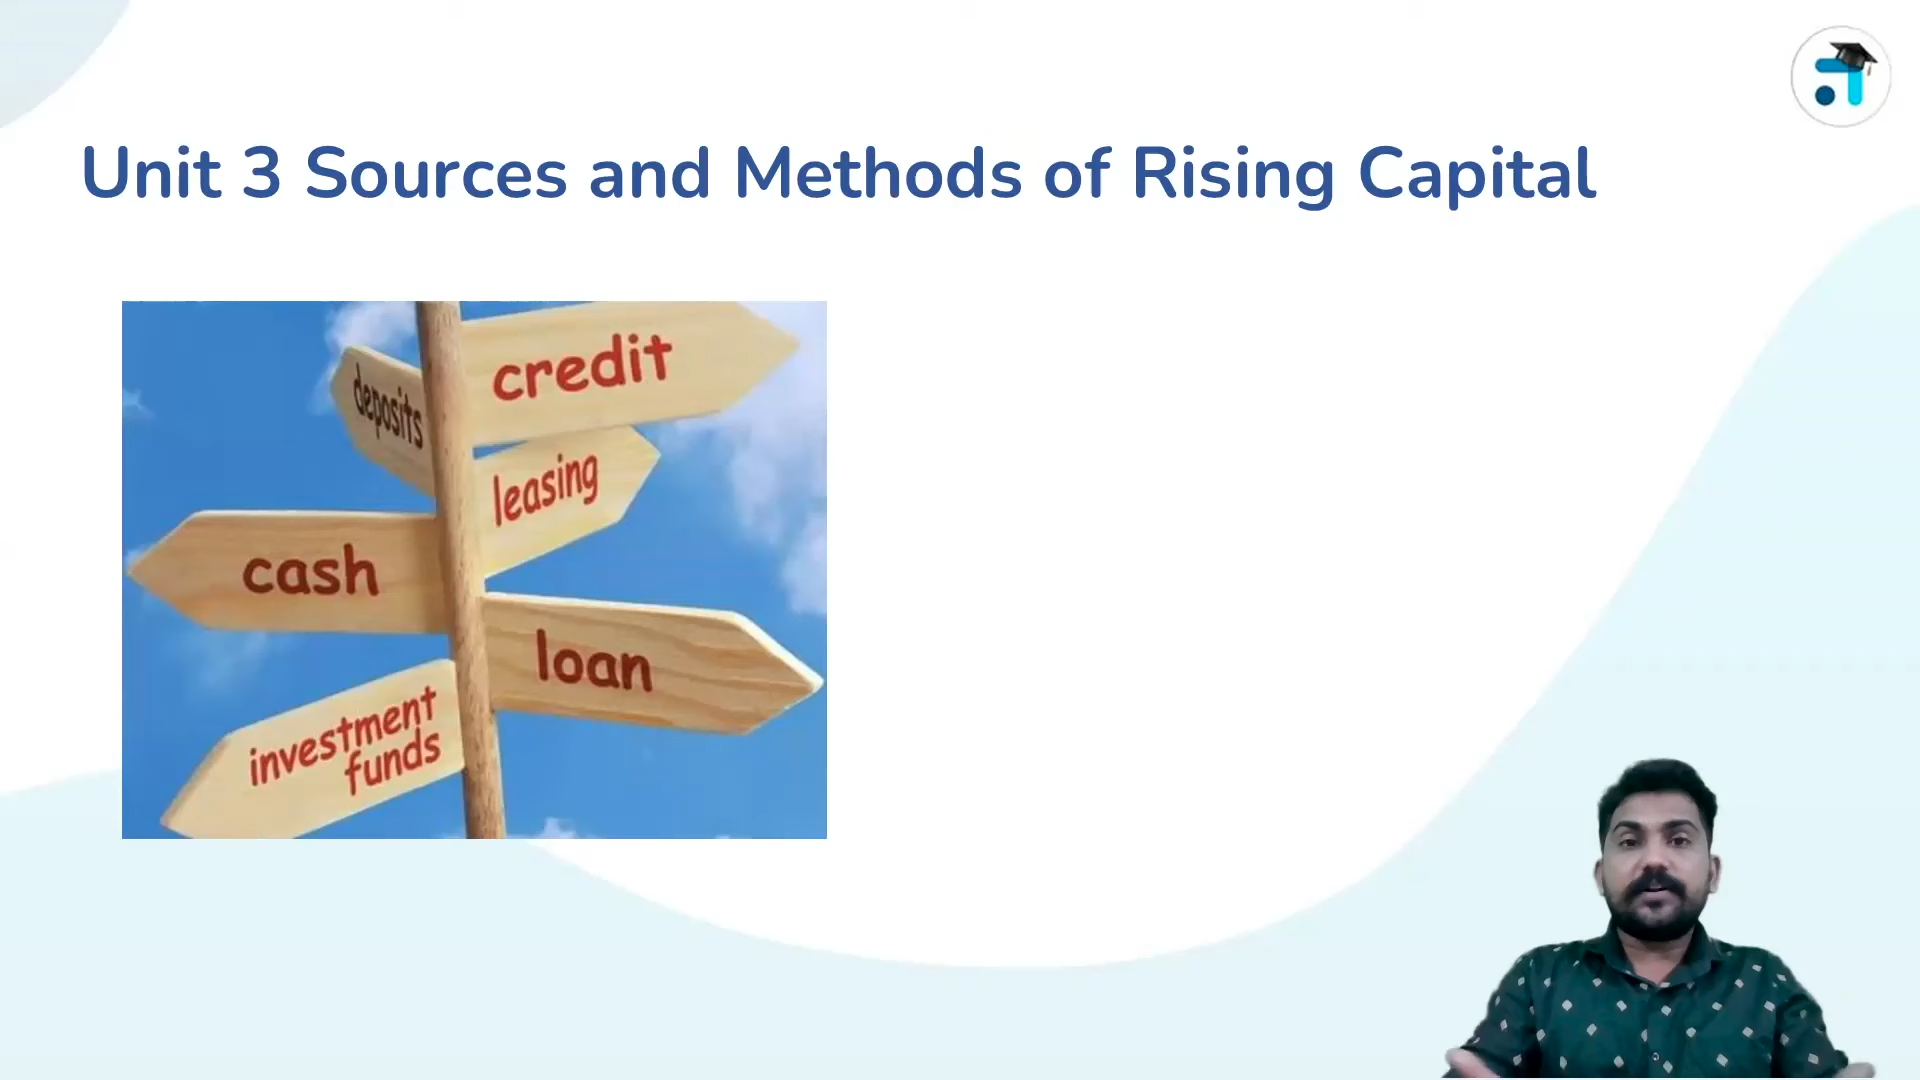 Unit 3 Sources and Methods of Rising Capital
credit
deposits
leasing
cash
loan
investment
funds